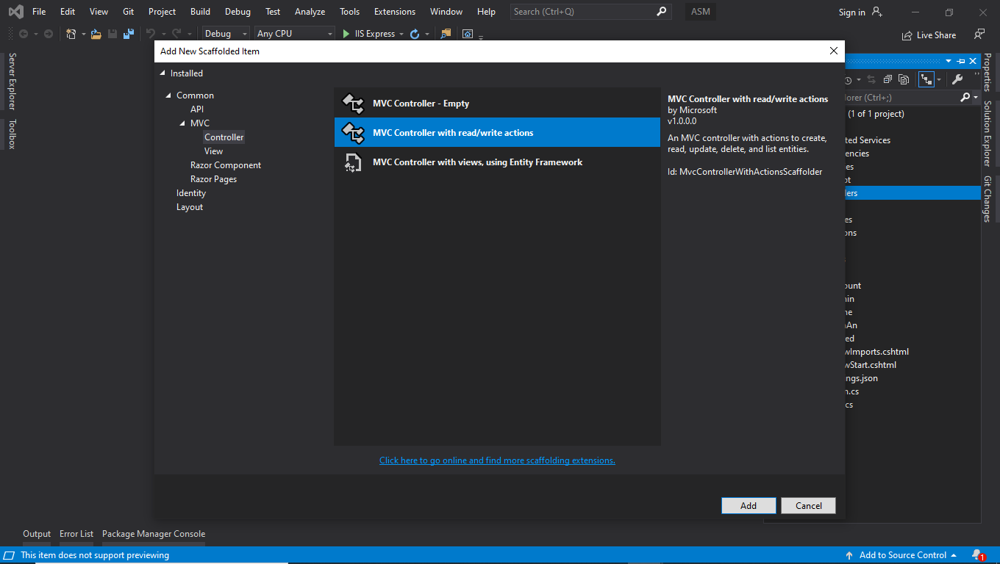 File Edit View Git Project Build Debug Test Analyze Tools Extensions Window Help Search (Ctrl+Q) ASM Sign in
Debug Any CPU IIS Express Live Share
Add New Scaffolded Item
Server Explorer
Toolbox
Installed
Common
API
MVC
Controller
View
Razor Component
Razor Pages
Identity
Layout
MVC Controller - Empty
MVC Controller with read/write actions
MVC Controller with views, using Entity Framework
Click here to go online and find more scaffolding extensions.
MVC Controller with read/write actions
by Microsoft
v1.0.0.0
An MVC controller with actions to create,
read, update, delete, and list entities.
Id: MvcControllerWithActionsScaffolder
Add Cancel
lorer (Ctrl+;)
(1 of 1 project)
ted Services
encies
es
ot
lers
es
ons
ount
nin
ne
nAn
ed
wImports.cshtml
wStart.cshtml
ngs.json
n.cs
cs
Properties
Solution Explorer
Git Changes
Output Error List Package Manager Console
This item does not support previewing Add to Source Control 1